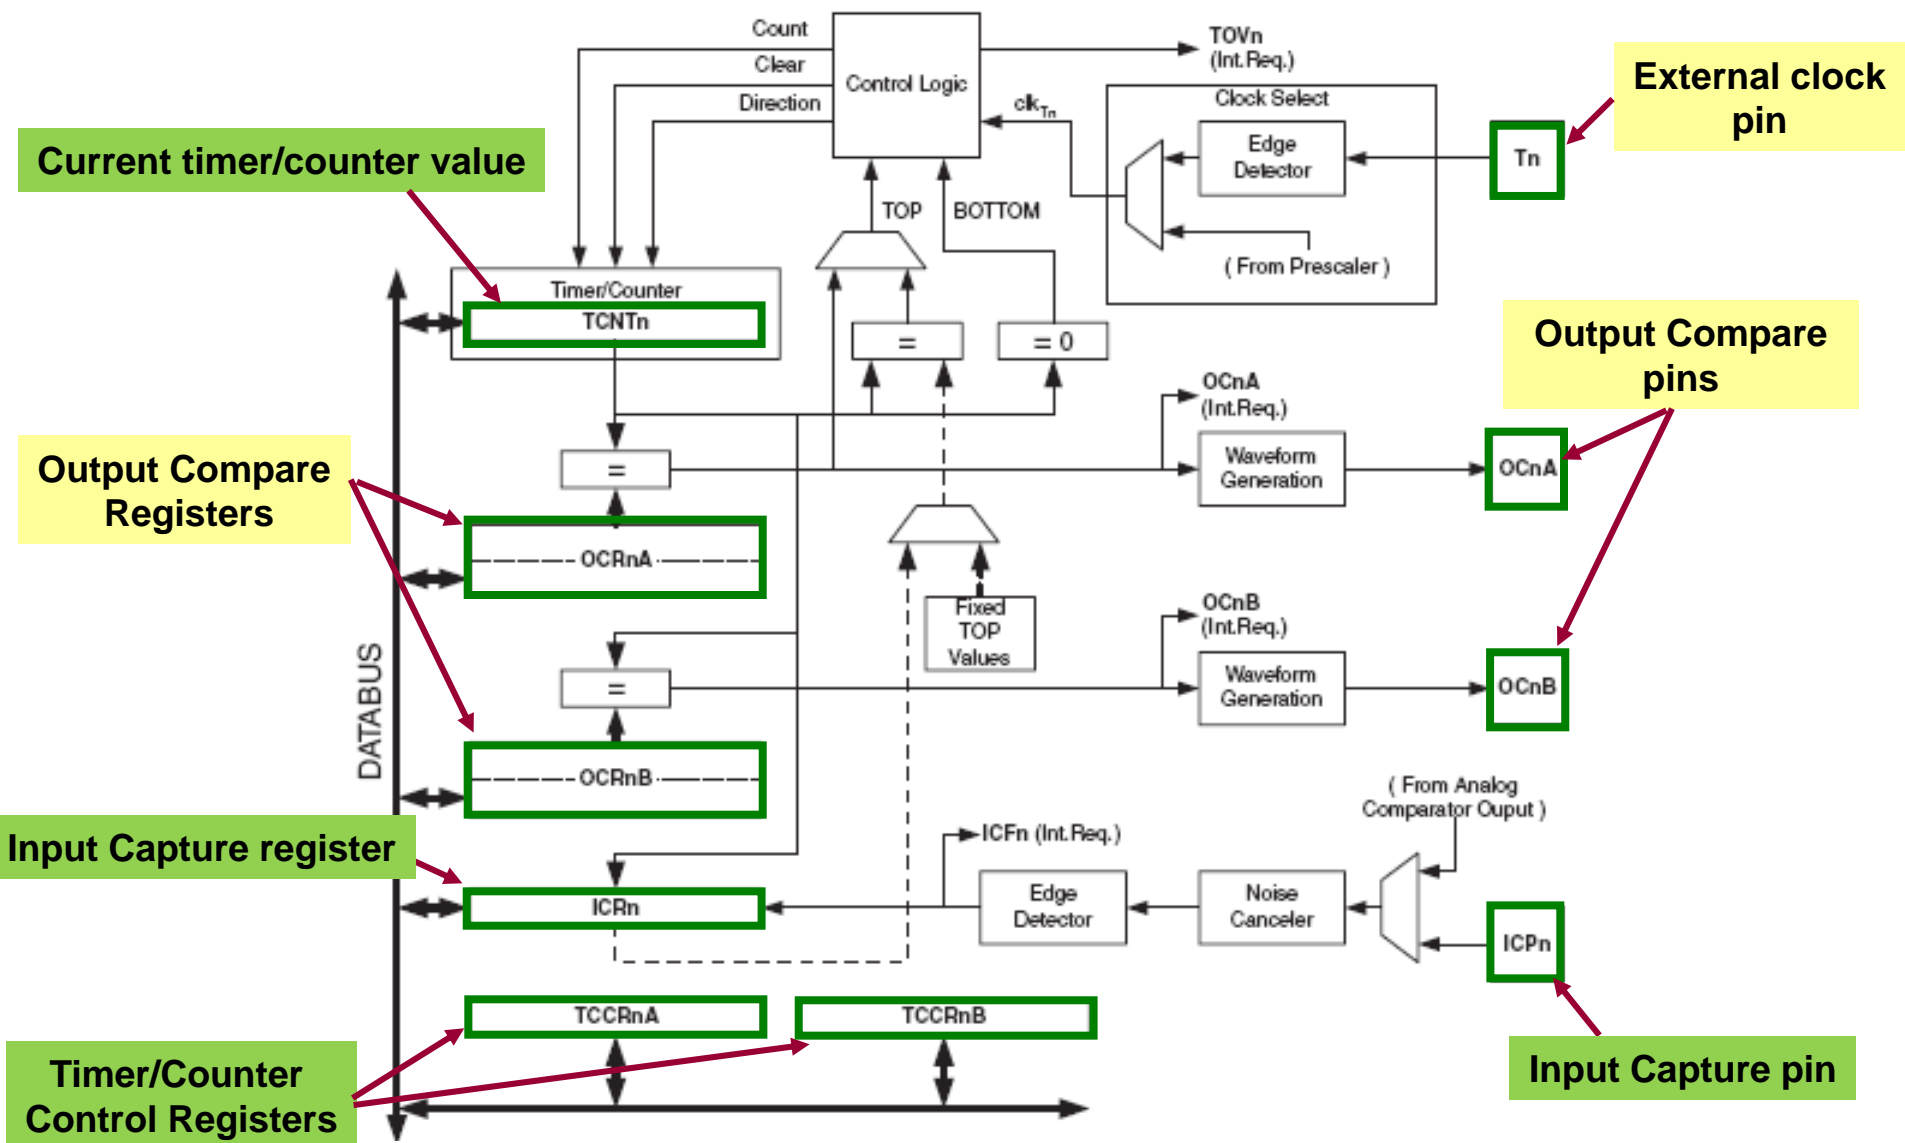 Count
Clear
Direction
Control Logic
TOVn
(Int.Req.)
clkTn
Clock Select
Edge
Detector
Tn
External clock
pin
Current timer/counter value
TOP
BOTTOM
( From Prescaler )
Timer/Counter
TCNTn
=
= 0
Output Compare
pins
OCnA
(Int.Req.)
Output Compare
Registers
=
Waveform
Generation
OCnA
OCRnA
Fixed
TOP
Values
OCnB
(Int.Req.)
DATABUS
=
Waveform
Generation
OCnB
OCRnB
( From Analog
Comparator Ouput )
Input Capture register
ICFn (Int.Req.)
ICRn
Edge
Detector
Noise
Canceler
ICPn
TCCRnA
TCCRnB
Timer/Counter
Control Registers
Input Capture pin